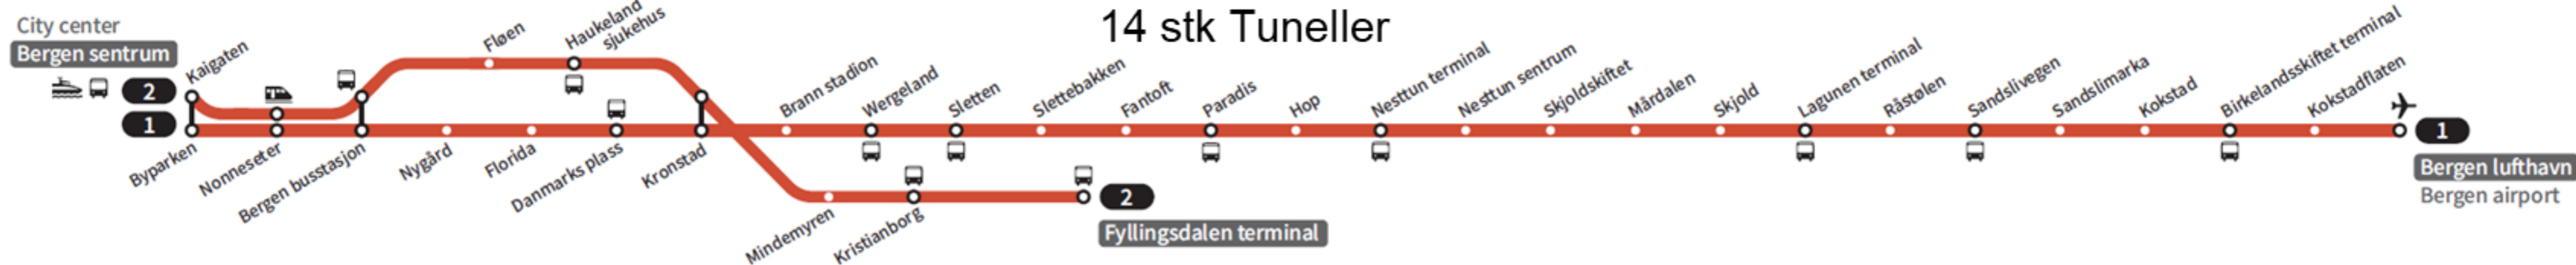 14 stk Tuneller
City center
Bergen sentrum
2
1
Kaigaten
Fløen
Haukeland
sjukehus
Byparken
Nonneseter
Bergen busstasjon
Nygård
Florida
Danmarks plass
Kronstad
Brann stadion
Wergeland
Sletten
Slettebakken
Fantoft
Paradis
Hop
Nesttun terminal
Nesttun sentrum
Skjoldskiftet
Mårdalen
Skjold
Lagunen terminal
Råstølen
Sandslivegen
Sandslimarka
Kokstad
Birkelandsskiftet terminal
Kokstadflaten
1
Bergen lufthavn
Bergen airport
Mindemyren
Kristianborg
2
Fyllingsdalen terminal